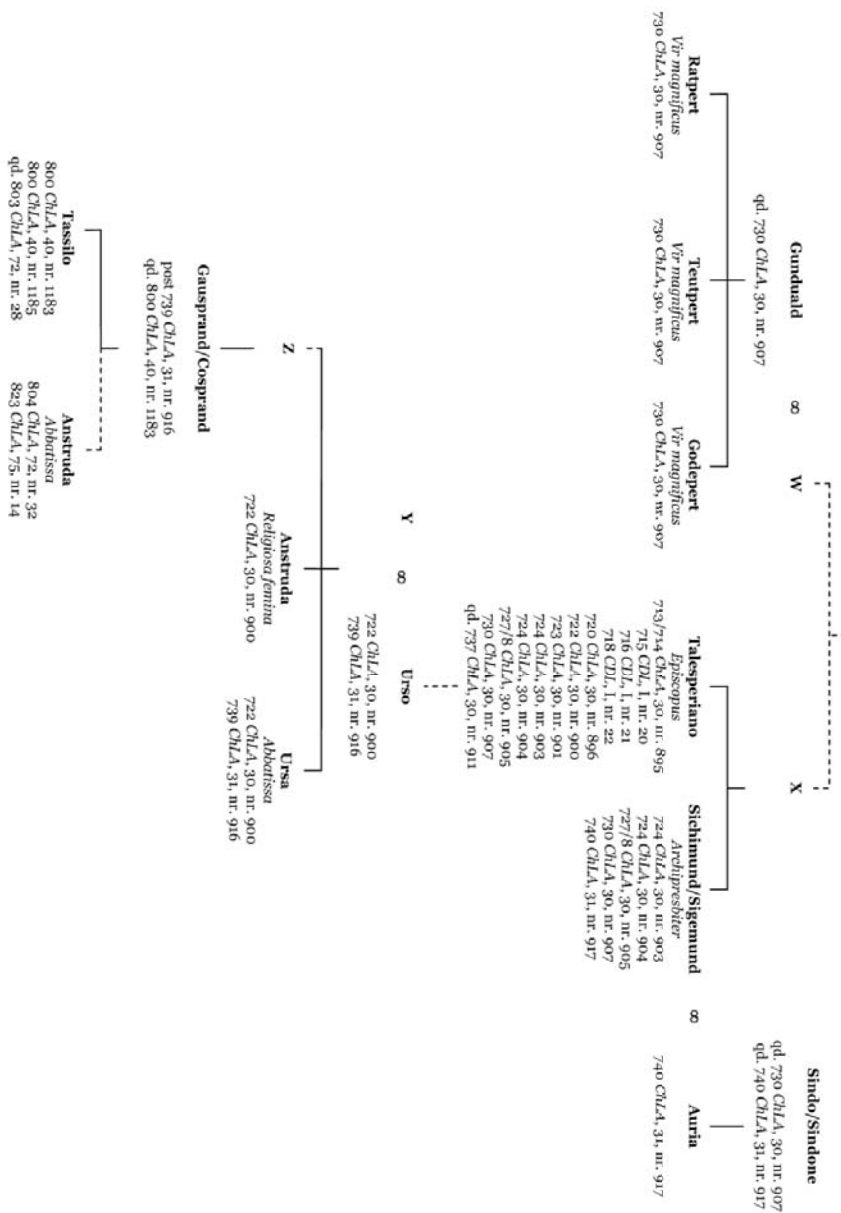 Gunduald
qd. 730 ChLA, 30, nr. 907
∞
W
X
Sindo/Sindone
qd. 730 ChLA, 30, nr. 907
qd. 740 ChLA, 31, nr. 917
Ratpert
Vir magnificus
730 ChLA, 30, nr. 907
Teutpert
Vir magnificus
730 ChLA, 30, nr. 907
Godepert
Vir magnificus
730 ChLA, 30, nr. 907
Talesperiano
Episcopus
713/714 ChLA, 30, nr. 895
715 CDL, I, nr. 20
716 CDL, I, nr. 21
718 CDL, I, nr. 22
720 ChLA, 30, nr. 896
722 ChLA, 30, nr. 900
723 ChLA, 30, nr. 901
724 ChLA, 30, nr. 903
724 ChLA, 30, nr. 904
727/8 ChLA, 30, nr. 905
730 ChLA, 30, nr. 907
qd. 737 ChLA, 30, nr. 911
Sichimund/Sigemund
Archipresbiter
724 ChLA, 30, nr. 903
724 ChLA, 30, nr. 904
727/8 ChLA, 30, nr. 905
730 ChLA, 30, nr. 907
740 ChLA, 31, nr. 917
∞
Auria
740 ChLA, 31, nr. 917
Y
∞
Urso
722 ChLA, 30, nr. 900
739 ChLA, 31, nr. 916
Z
Anstruda
Religiosa femina
722 ChLA, 30, nr. 900
Ursa
Abbatissa
722 ChLA, 30, nr. 900
739 ChLA, 31, nr. 916
Gausprand/Cosprand
post 739 ChLA, 31, nr. 916
qd. 800 ChLA, 40, nr. 1183
Tassilo
800 ChLA, 40, nr. 1183
800 ChLA, 40, nr. 1185
qd. 803 ChLA, 72, nr. 28
Anstruda
Abbatissa
804 ChLA, 72, nr. 32
823 ChLA, 75, nr. 14